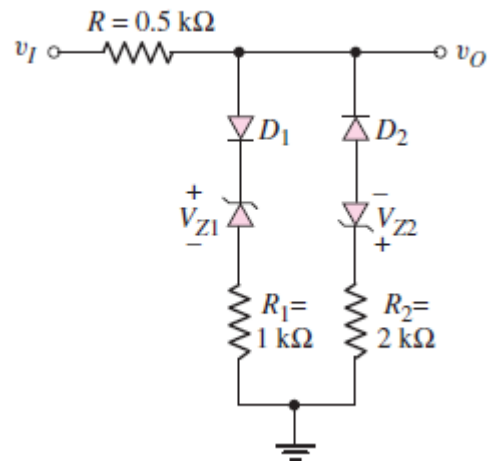 R = 0.5 kΩ
v_I
v_O
D_1
D_2
+
V_Z1
−
−
V_Z2
+
R_1=
1 kΩ
R_2=
2 kΩ